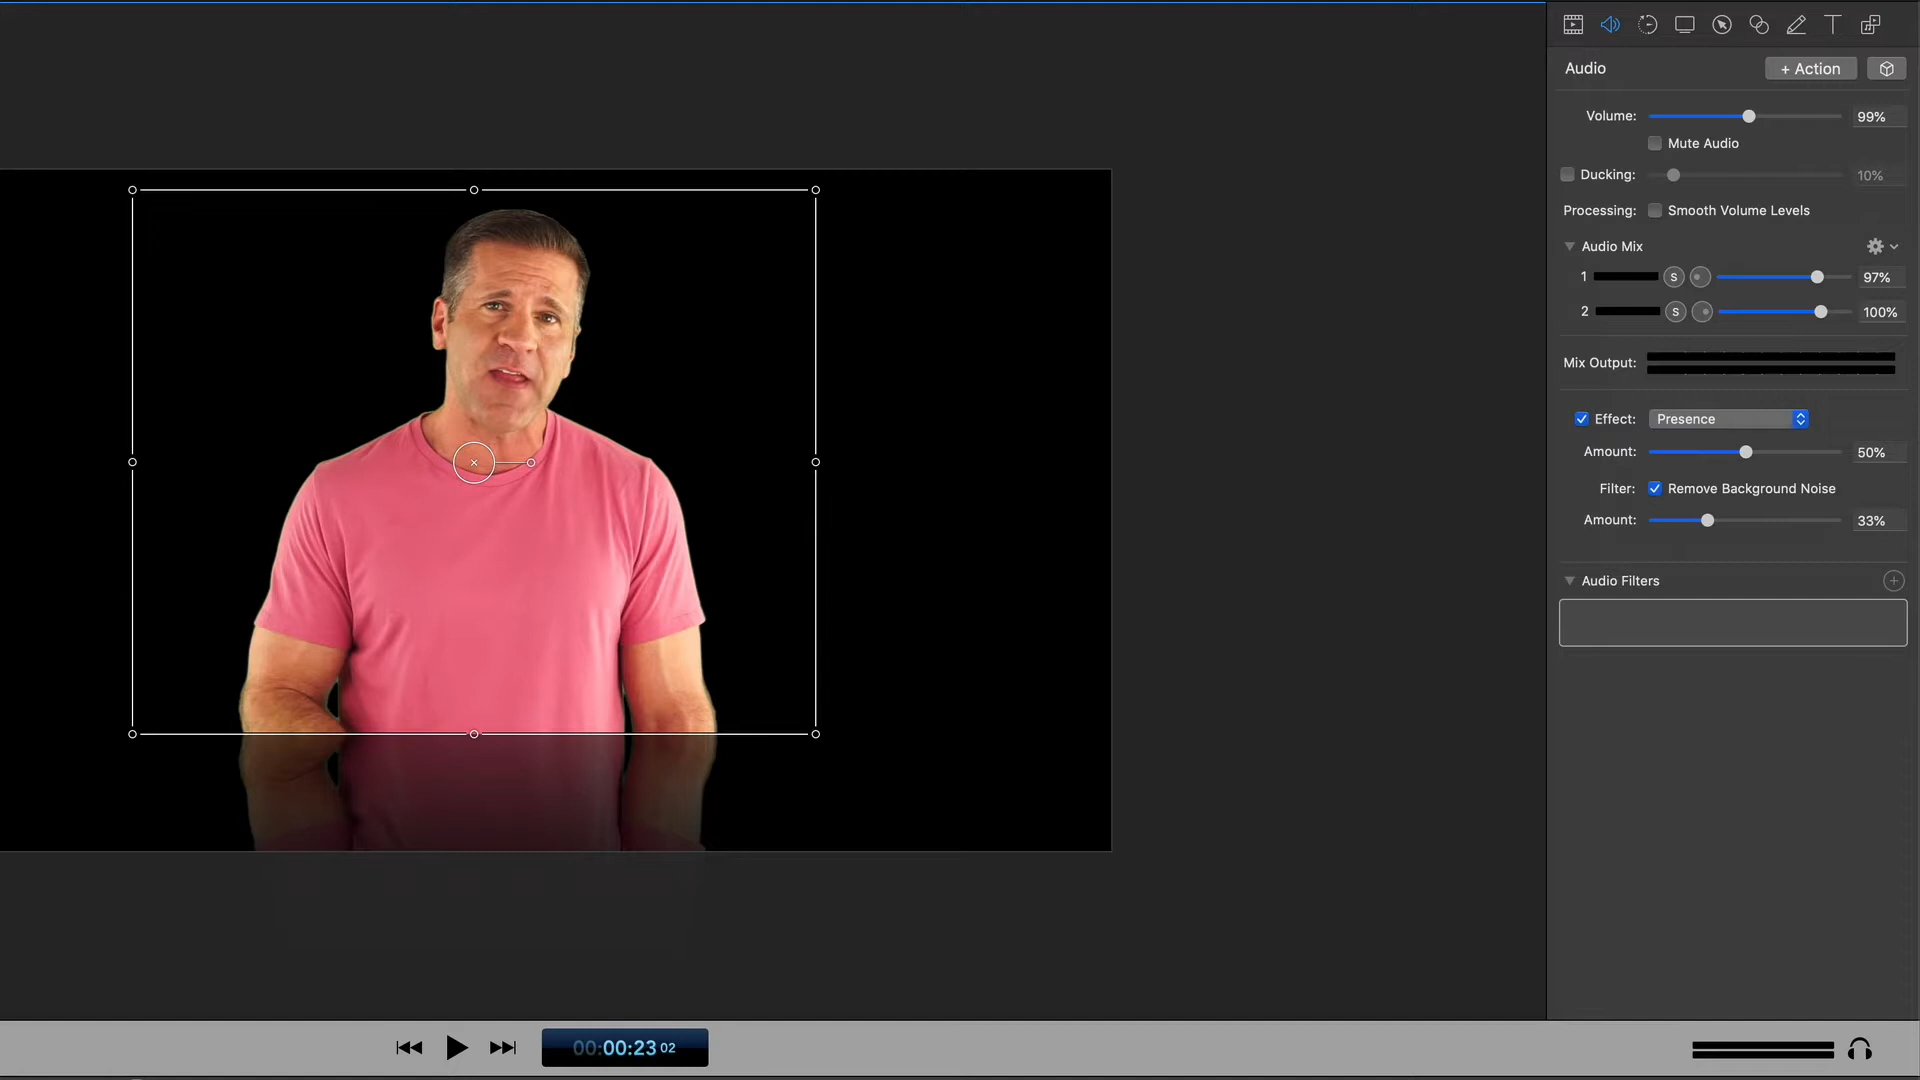 Audio
+ Action
Volume:
99%
Mute Audio
Ducking:
10%
Processing:
Smooth Volume Levels
Audio Mix
1
S
97%
2
S
100%
Mix Output:
Effect:
Presence
Amount:
50%
Filter:
Remove Background Noise
Amount:
33%
Audio Filters
00:00:23 02